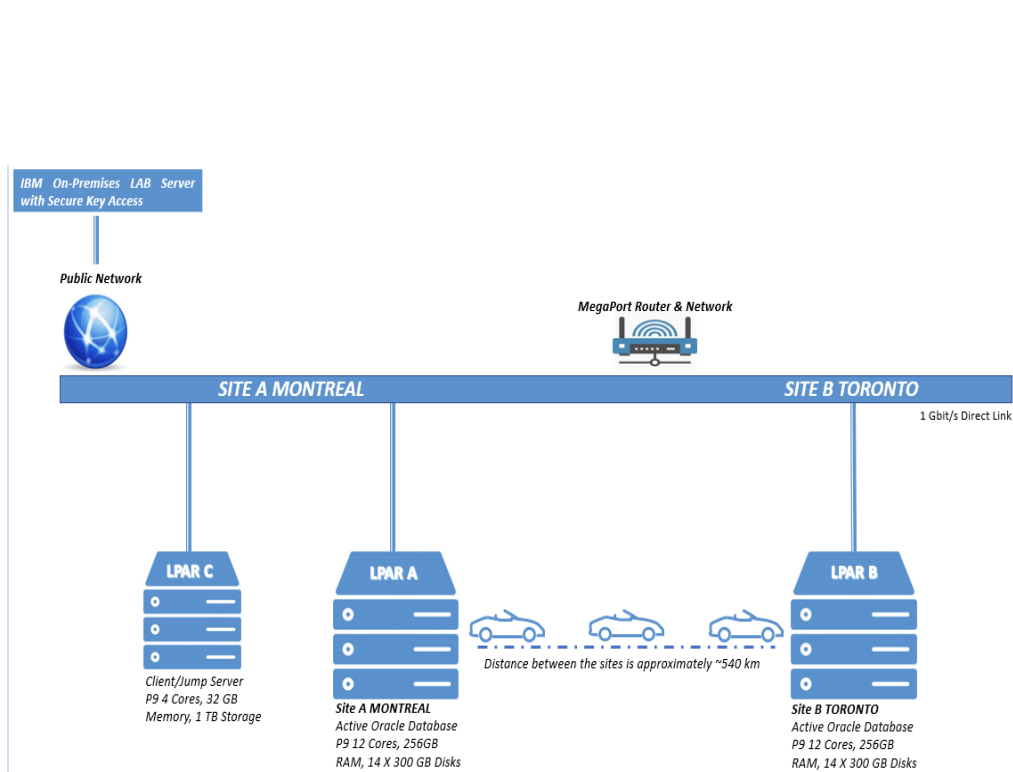 IBM On-Premises LAB Server
with Secure Key Access
Public Network
MegaPort Router & Network
SITE A MONTREAL
SITE B TORONTO
1 Gbit/s Direct Link
LPAR C
LPAR A
LPAR B
Distance between the sites is approximately ~540 km
Client/Jump Server
P9 4 Cores, 32 GB
Memory, 1 TB Storage
Site A MONTREAL
Active Oracle Database
P9 12 Cores, 256GB
RAM, 14 X 300 GB Disks
Site B TORONTO
Active Oracle Database
P9 12 Cores, 256GB
RAM, 14 X 300 GB Disks